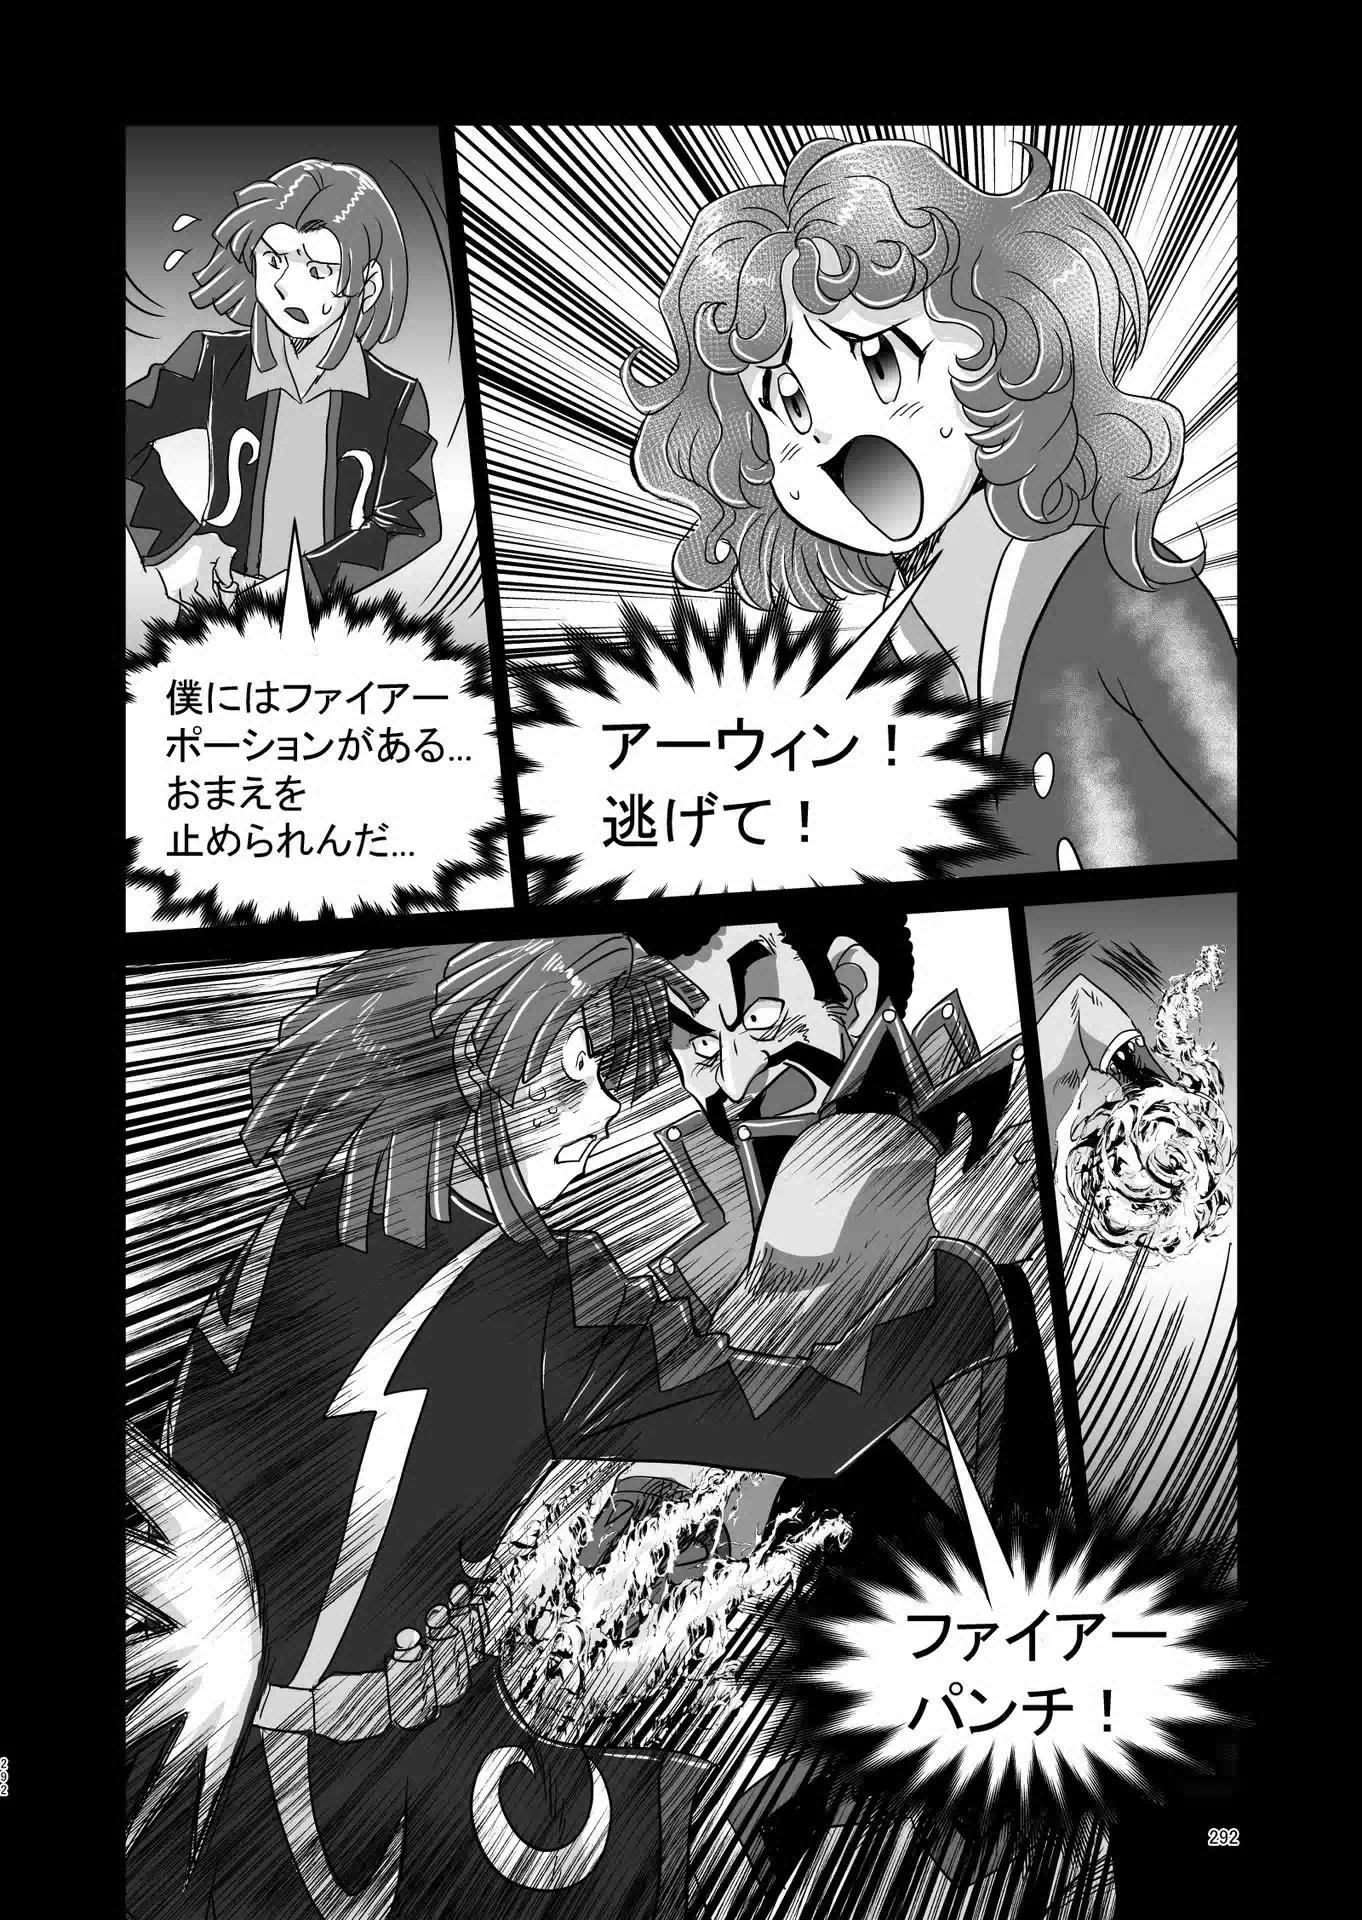 アーウィン！
逃げて！
僕にはファイアー
ポーションがある...
おまえを
止められんだ...
ファイアー
パンチ！
292
292